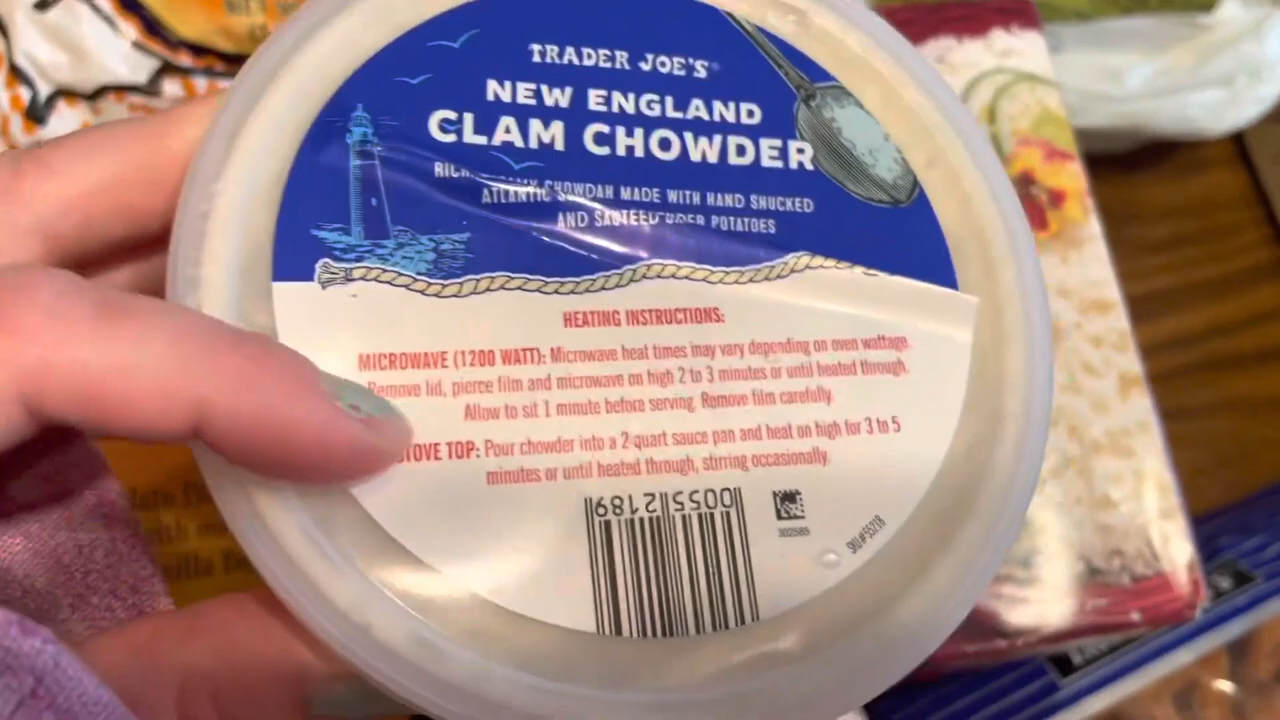 TRADER JOE'S
NEW ENGLAND
CLAM CHOWDER
CHOWDAH MADE WITH HAND SHUCKED
ATLANTIC
AND POTATOES
HEATING INSTRUCTIONS:
MICROWAVE (1200 WATT): Microwave heat times may vary depending on oven wattage.
Remove lid, pierce film and microwave on high 2 to 3 minutes or until heated through.
Allow to sit 1 minute before serving. Remove film carefully.
STOVE TOP: Pour chowder into a 2-quart sauce pan and heat on high for 3 to 5
minutes or until heated through, stirring occasionally.
0055 2189
302585
SKU#55218